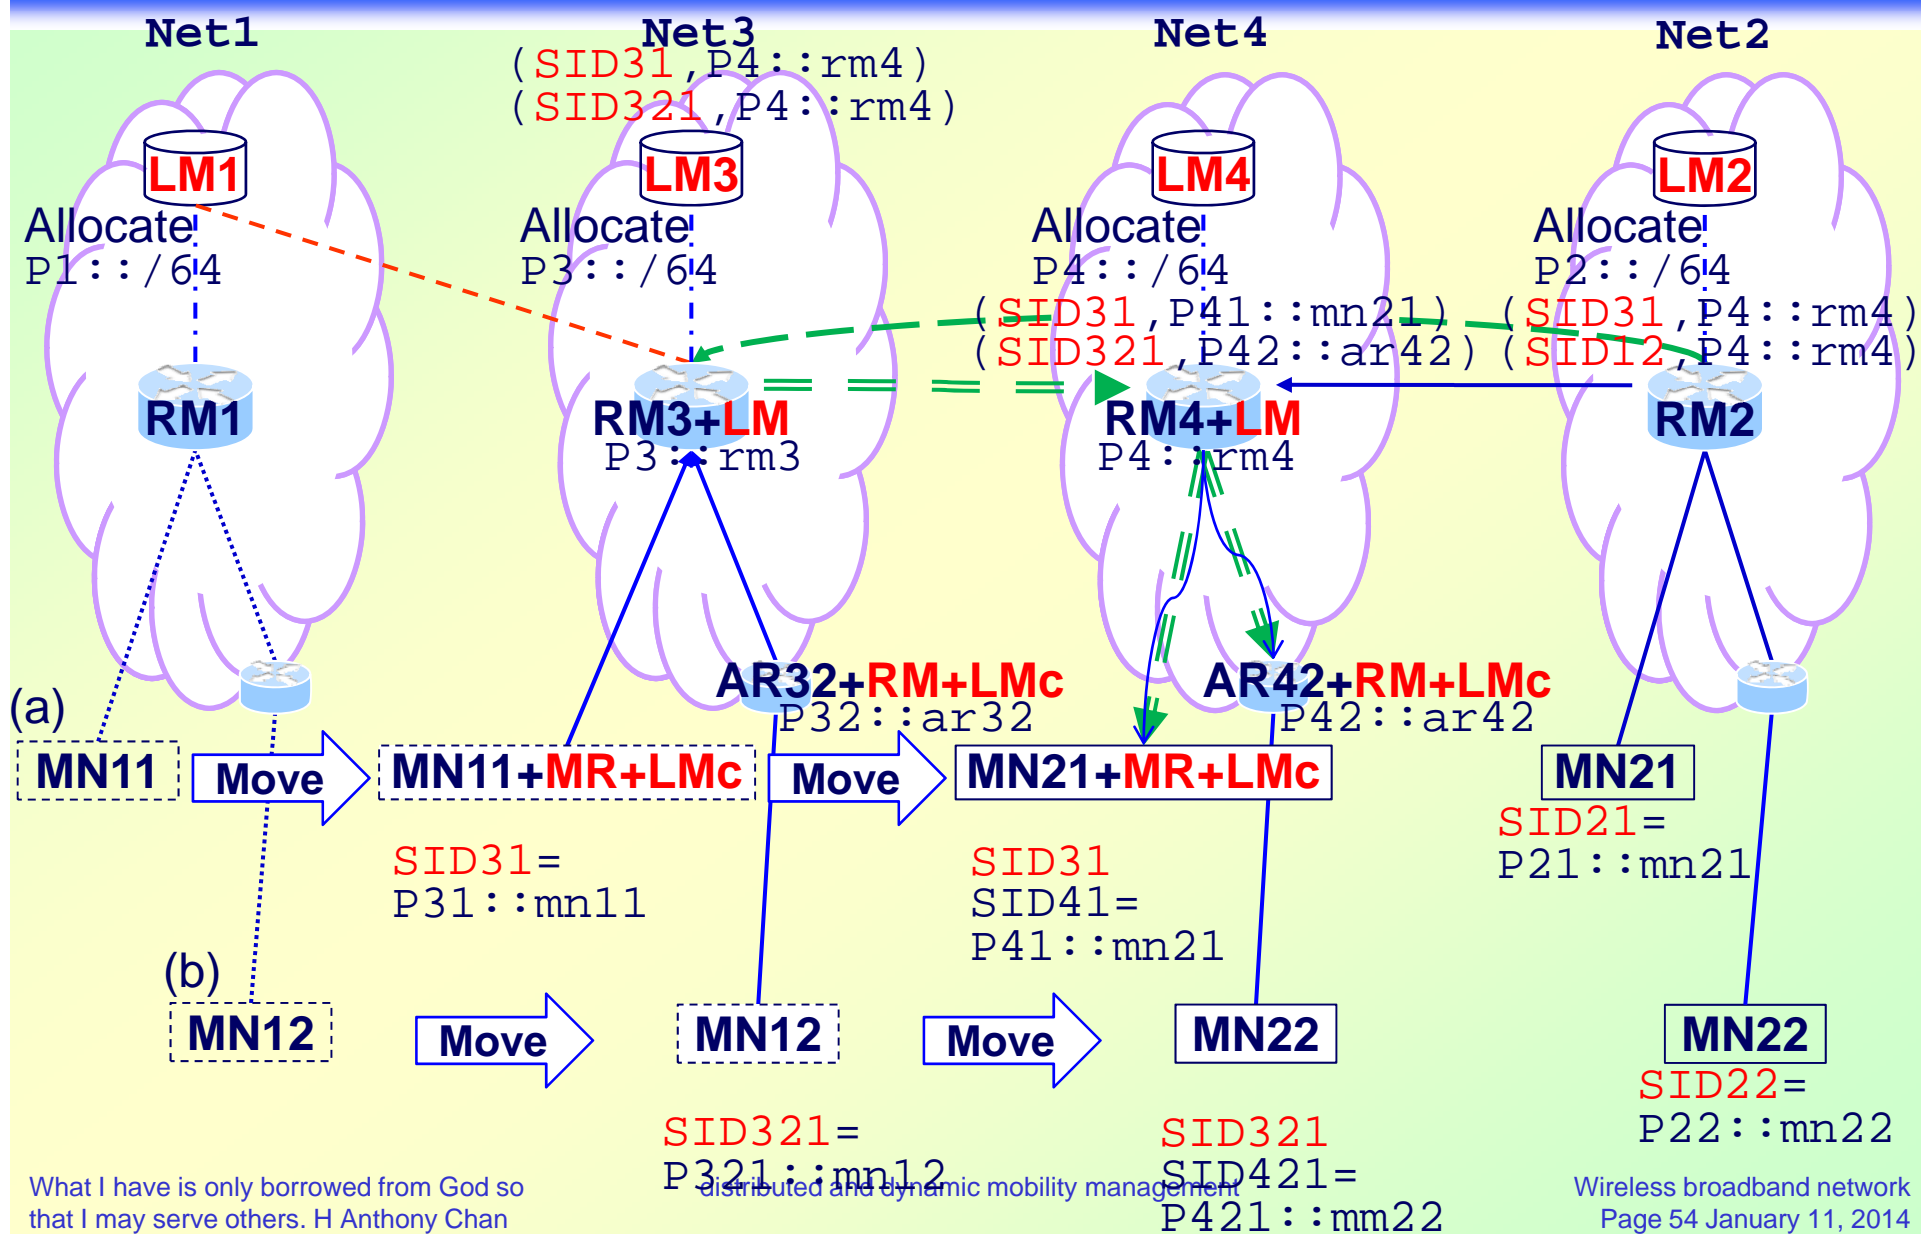 Net1
Net3
Net4
Net2
(SID31,P4::rm4)
(SID321,P4::rm4)
LM1
LM3
LM4
LM2
Allocate
P1::/64
Allocate
P3::/64
Allocate
P4::/64
Allocate
P2::/64
(SID31,P41::mn21)
(SID321,P42::ar42)
(SID31,P4::rm4)
(SID12,P4::rm4)
RM1
RM3+LM
P3::rm3
RM4+LM
P4::rm4
RM2
AR32+RM+LMc
P32::ar32
AR42+RM+LMc
P42::ar42
(a)
MN11
Move
MN11+MR+LMc
Move
MN21+MR+LMc
MN21
SID31=
P31::mn11
SID31
SID41=
P41::mn21
SID21=
P21::mn21
(b)
MN12
Move
MN12
Move
MN22
MN22
SID321=
P321::mn12
SID321
SID421=
P421::mm22
SID22=
P22::mn22
What I have is only borrowed from God so
that I may serve others. H Anthony Chan
distributed and dynamic mobility management
Wireless broadband network
Page 54 January 11, 2014